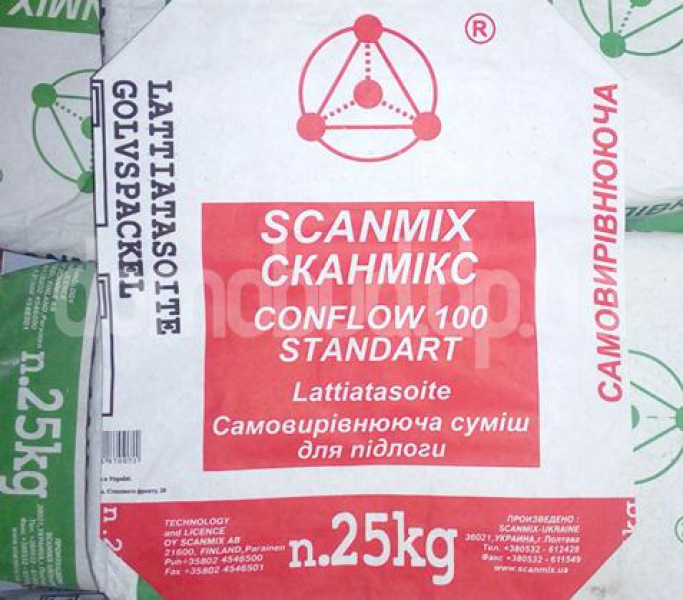 ®
LATTIATASOITE
GOLVSPACKEL
САМОВИРІВНЮЮЧА
SCANMIX
СКАНМІКС
CONFLOW 100
STANDART
Lattiatasoite
Самовирівнююча суміш
для підлоги
TECHNOLOGY
and LICENCE
OY SCANMIX AB
21600, FINLAND, Parainen
Puh+35802 4546500
Fax +35802 4546501
n.25kg
ПРОИЗВЕДЕНО :
SCANMIX-UKRAINE
36021, УКРАИНА, г.Полтава
Тел. +380532 - 612428
Факс +380532 - 611549
www.scanmix.ua
n.25kg